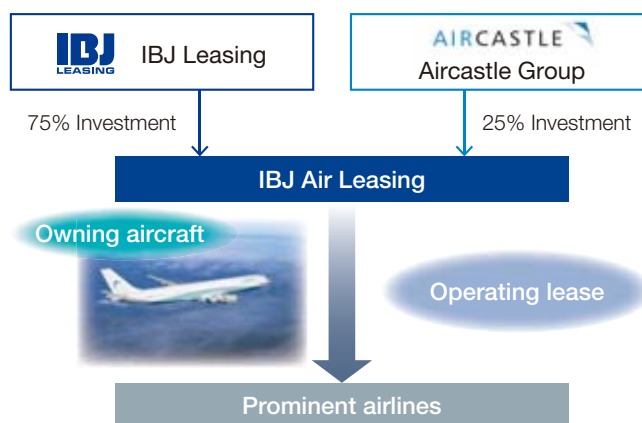 IBJ
LEASING
IBJ Leasing
AIRCASTLE
Aircastle Group
75% Investment
25% Investment
IBJ Air Leasing
Owning aircraft
Operating lease
Prominent airlines